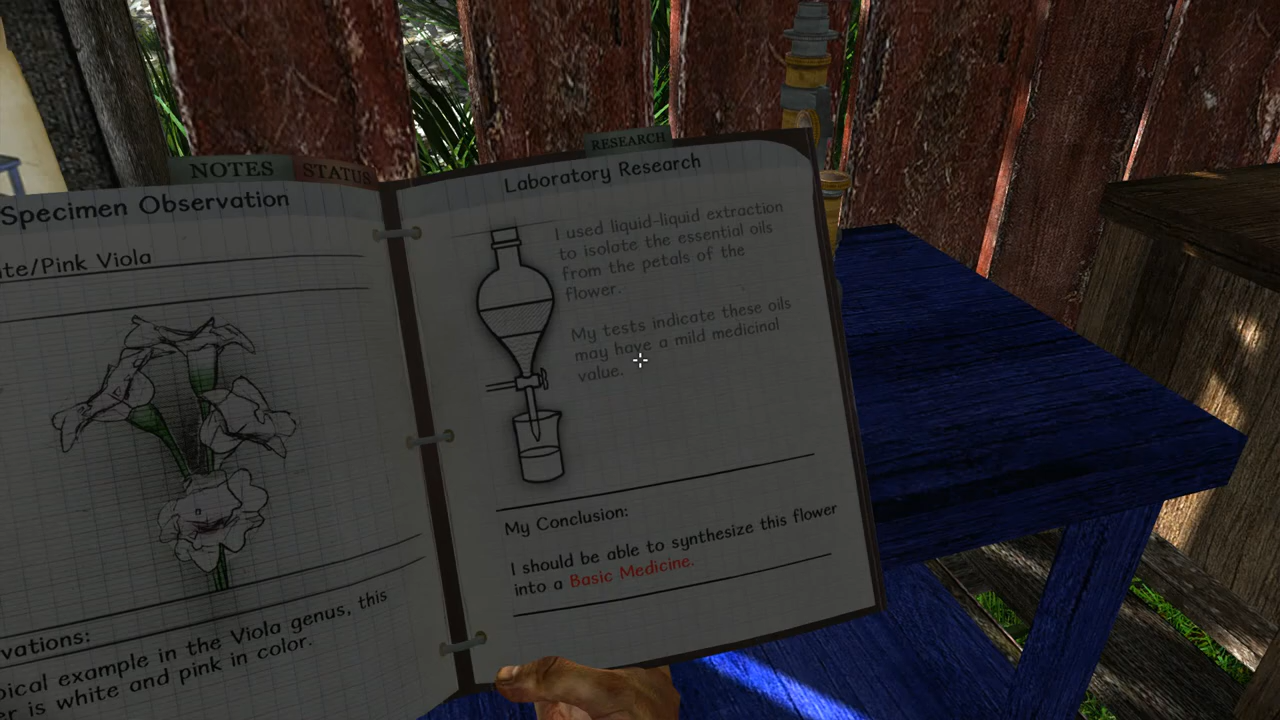 NOTES
STATUS
RESEARCH
Specimen Observation
Viola
Laboratory Research
I used liquid-liquid extraction
to isolate the essential oils
from the petals of the
flower.
My tests indicate these oils
may have a mild medicinal
value.
My Conclusion:
I should be able to synthesize this flower
into a Basic Medicine.
vations:
pical example in the Viola genus, this
er is white and pink in color.